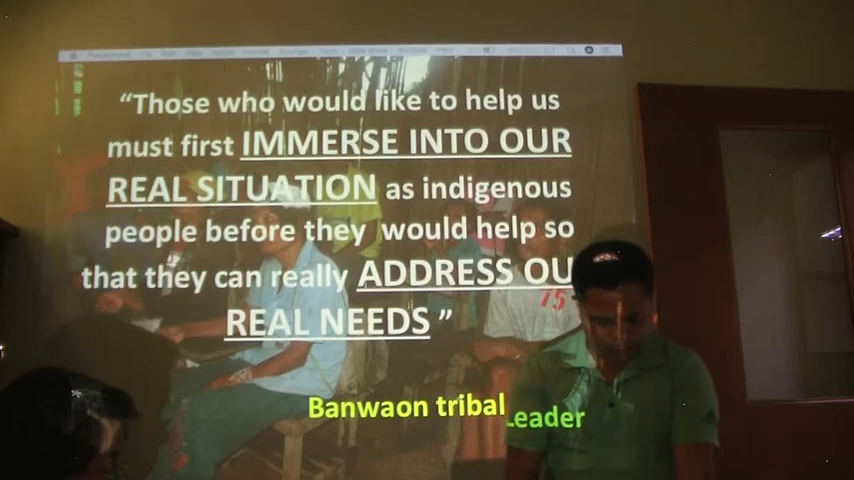 “Those who would like to help us
must first IMMERSE INTO OUR
REAL SITUATION as indigenous
people before they would help so
that they can really ADDRESS OU
REAL NEEDS ”
75
Banwaon tribal Leader